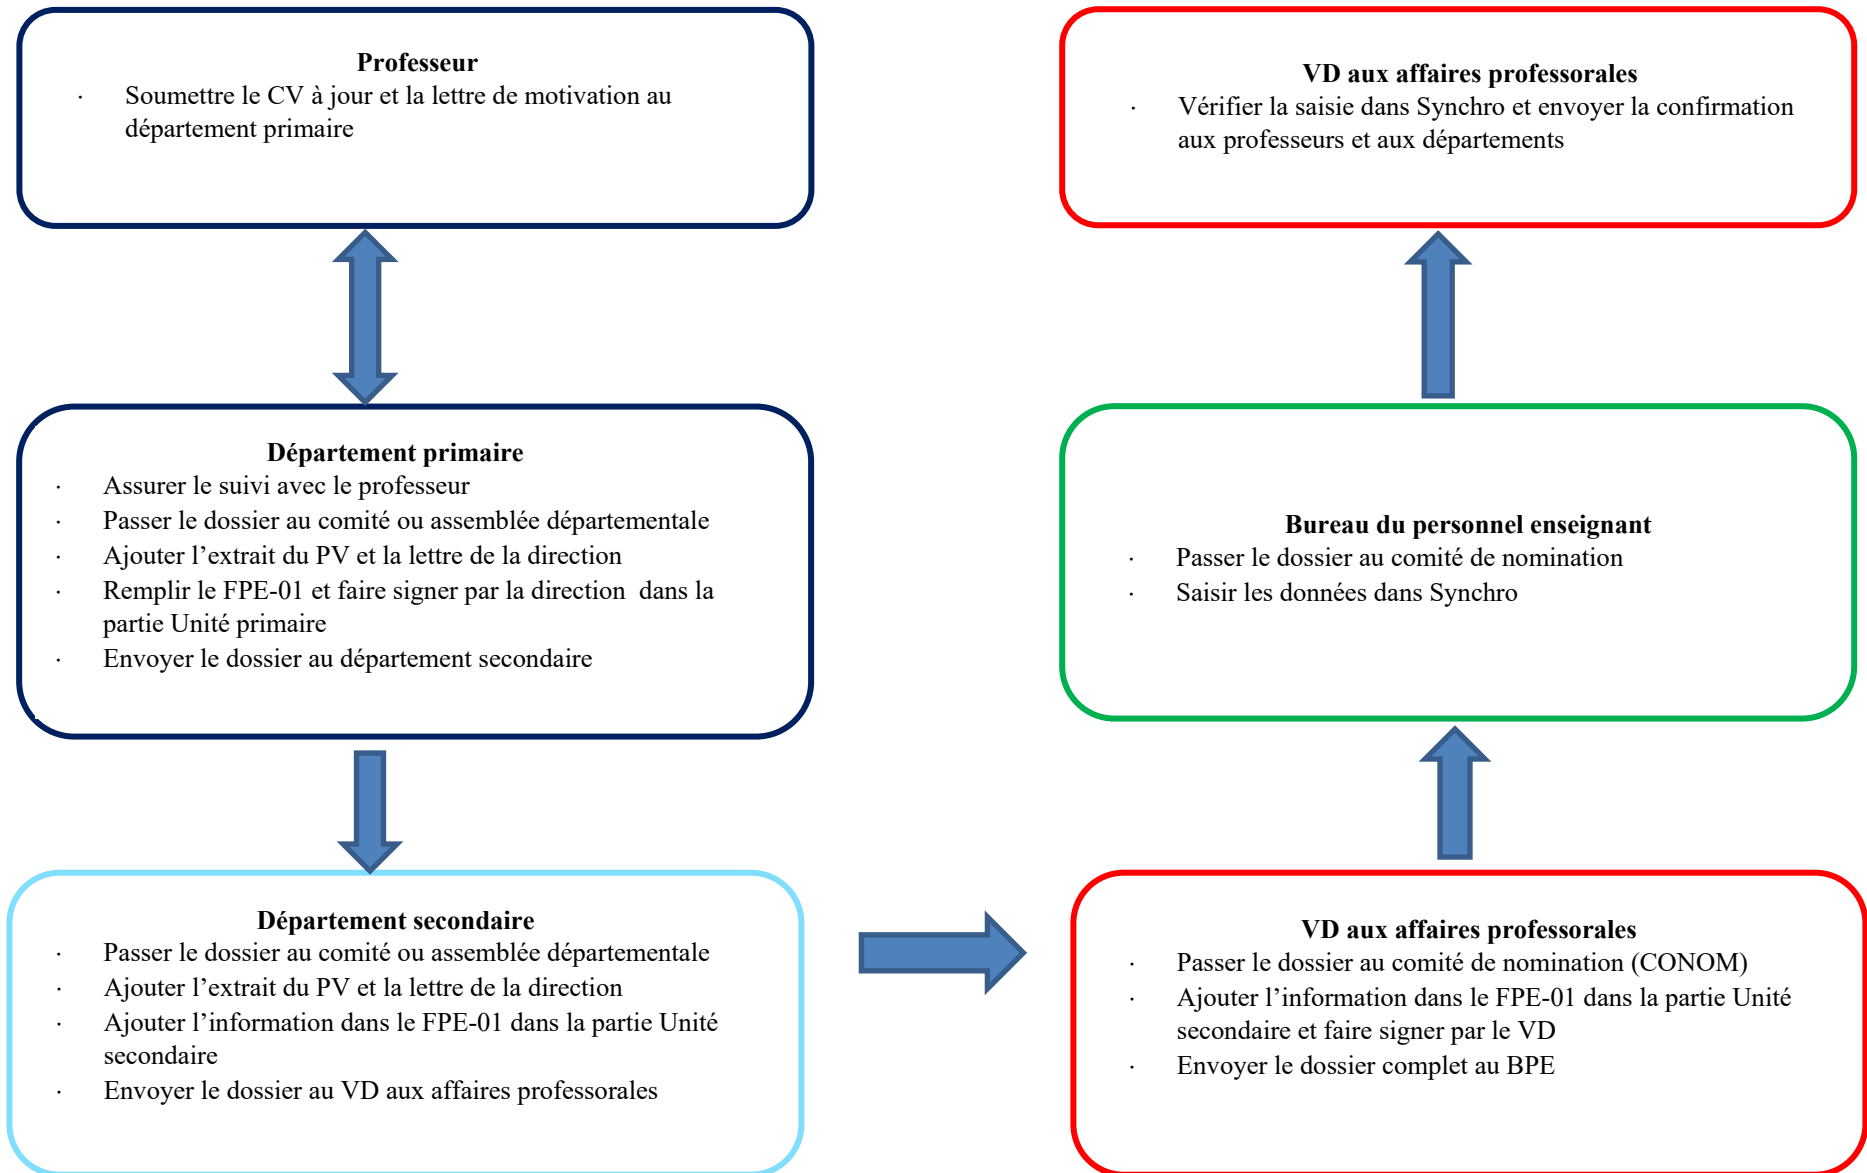 Professeur
· Soumettre le CV à jour et la lettre de motivation au
département primaire
Département primaire
· Assurer le suivi avec le professeur
· Passer le dossier au comité ou assemblée départementale
· Ajouter l’extrait du PV et la lettre de la direction
· Remplir le FPE-01 et faire signer par la direction dans la
partie Unité primaire
· Envoyer le dossier au département secondaire
Département secondaire
· Passer le dossier au comité ou assemblée départementale
· Ajouter l’extrait du PV et la lettre de la direction
· Ajouter l’information dans le FPE-01 dans la partie Unité
secondaire
· Envoyer le dossier au VD aux affaires professorales
VD aux affaires professorales
· Passer le dossier au comité de nomination (CONOM)
· Ajouter l’information dans le FPE-01 dans la partie Unité
secondaire et faire signer par le VD
· Envoyer le dossier complet au BPE
Bureau du personnel enseignant
· Passer le dossier au comité de nomination
· Saisir les données dans Synchro
VD aux affaires professorales
· Vérifier la saisie dans Synchro et envoyer la confirmation
aux professeurs et aux départements